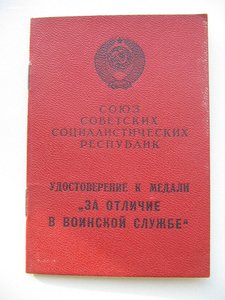 СОЮЗ
СОВЕТСКИХ
СОЦИАЛИСТИЧЕСКИХ
РЕСПУБЛИК
УДОСТОВЕРЕНИЕ К МЕДАЛИ
„ЗА ОТЛИЧИЕ
В ВОИНСКОЙ СЛУЖБЕ"